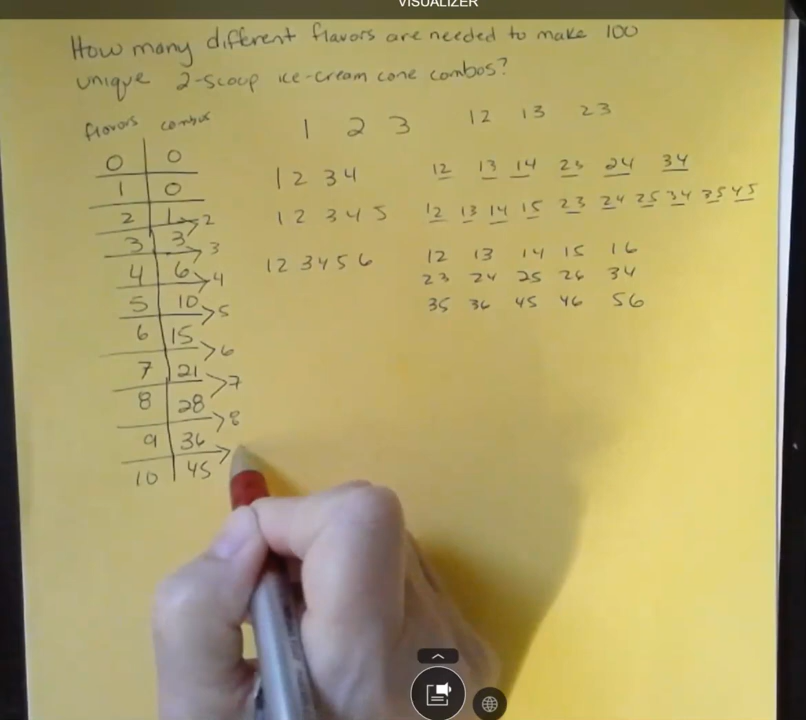 VISUALIZER
How many different flavors are needed to make 100
unique 2-scoop ice-cream cone combos?
flavors combos
0 0
1 0
2 1 >2
3 3 >3
4 6 >4
5 10 >5
6 15 >6
7 21 >7
8 28 >8
9 36 >
10 45
1 2 3 12 13 23
1 2 3 4 12 13 14 23 24 34
1 2 3 4 5 12 13 14 15 23 24 25 34 35 45
1 2 3 4 5 6 12 13 14 15 16
23 24 25 26 34
35 36 45 46 56